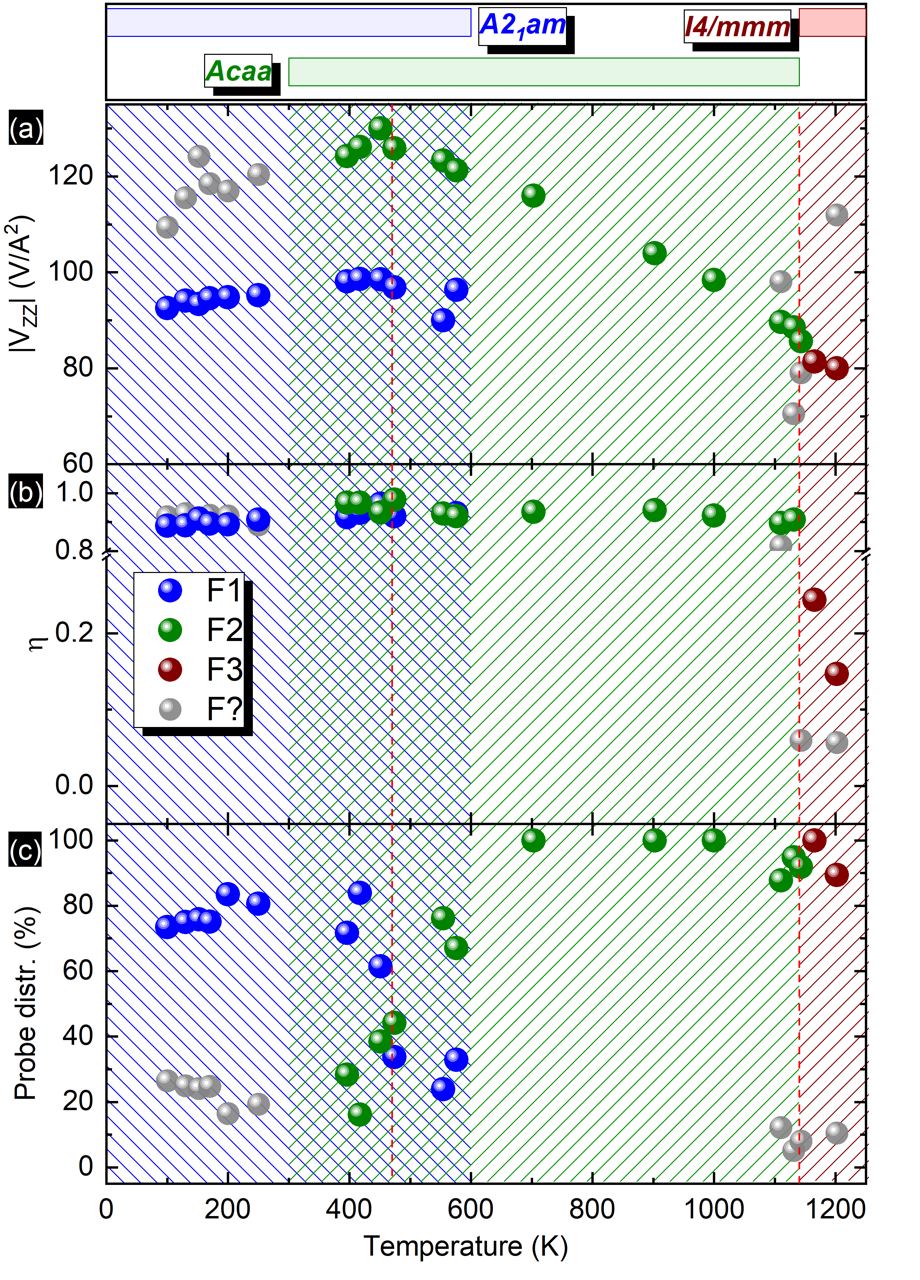 A2₁am
I4/mmm
Acaa
(a)
120
100
80
60
|V_ZZ| (V/A²)
(b)
1.0
0.8
0.2
0.0
η
F1
F2
F3
F?
(c)
100
80
60
40
20
0
Probe distr. (%)
0 200 400 600 800 1000 1200
Temperature (K)